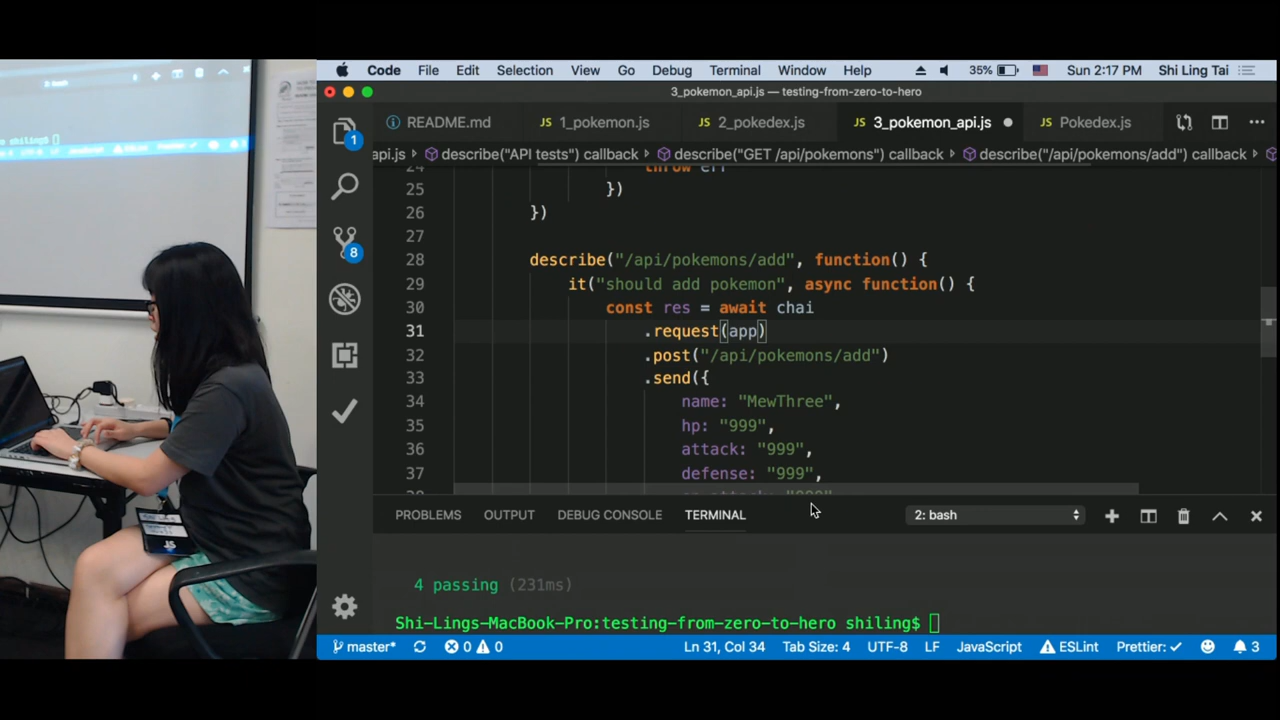 Code File Edit Selection View Go Debug Terminal Window Help 35% Sun 2:17 PM Shi Ling Tai
3_pokemon_api.js — testing-from-zero-to-hero
README.md JS 1_pokemon.js JS 2_pokedex.js JS 3_pokemon_api.js JS Pokedex.js
api.js describe("API tests") callback describe("GET /api/pokemons") callback describe("/api/pokemons/add") callback
24 throw err
25 })
26 })
27
28 describe("/api/pokemons/add", function() {
29 it("should add pokemon", async function() {
30 const res = await chai
31 .request(app)
32 .post("/api/pokemons/add")
33 .send({
34 name: "MewThree",
35 hp: "999",
36 attack: "999",
37 defense: "999",
1
8
PROBLEMS OUTPUT DEBUG CONSOLE TERMINAL 2: bash
4 passing (231ms)
Shi-Lings-MacBook-Pro:testing-from-zero-to-hero shiling$
master* 0 0 Ln 31, Col 34 Tab Size: 4 UTF-8 LF JavaScript ESLint Prettier: ✓ 3